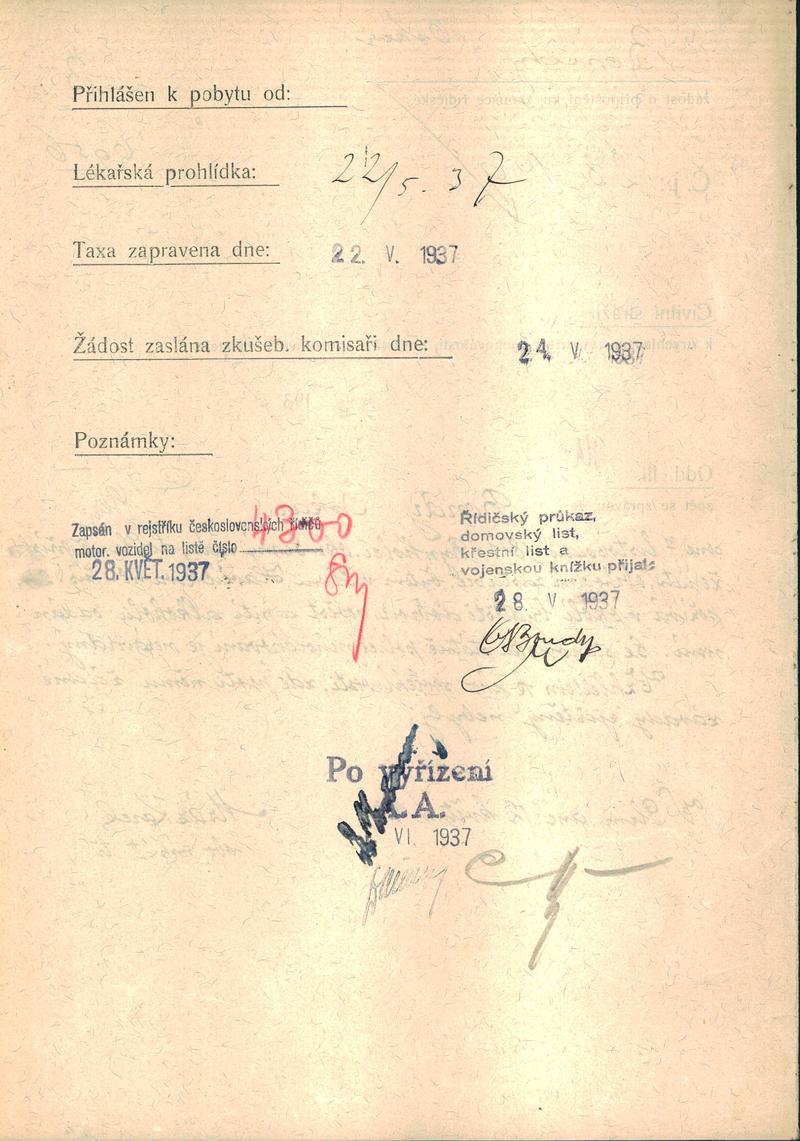 Přihlášen k pobytu od:
Lékařská prohlídka: 22/5. 37
Taxa zapravena dne: 22. V. 1937
Žádost zaslána zkušeb. komisaři dne: 24. V 1937
Poznámky:
Zapsán v rejstříku československých řidičů
motor. vozidel na listě číslo 4300
28. KVĚT. 1937
Řidičský průkaz,
domovský list,
křestní list a
vojenskou knížku přijal:
28. V 1937
Po vyřízení
A.A.
VI. 1937